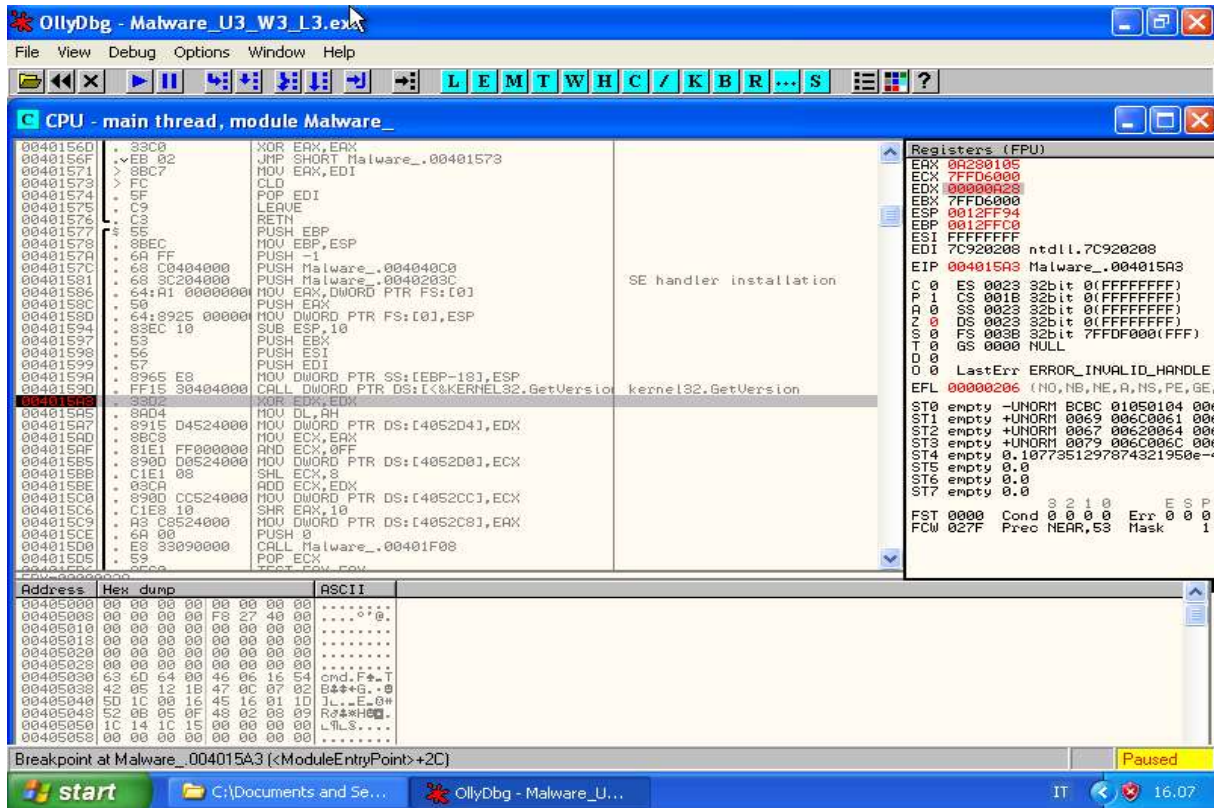 OllyDbg - Malware_U3_W3_L3.exe
File View Debug Options Window Help
L E M T W H C / K B R ... S ?
C CPU - main thread, module Malware_
0040156D . 33C0 XOR EAX,EAX
0040156F . EB 02 JMP SHORT Malware_.00401573
00401571 > 8BC7 MOV EAX,EDI
00401573 > FC CLD
00401574 . 5F POP EDI
00401575 . C9 LEAVE
00401576 . C3 RETN
00401577 $ 55 PUSH EBP
00401578 . 8BEC MOV EBP,ESP
0040157A . 6A FF PUSH -1
0040157C . 68 C0404000 PUSH Malware_.004040C0
00401581 . 68 3C204000 PUSH Malware_.0040203C SE handler installation
00401586 . 64:A1 0000000 MOV EAX,DWORD PTR FS:[0]
0040158C . 50 PUSH EAX
0040158D . 64:8925 00000 MOV DWORD PTR FS:[0],ESP
00401594 . 83EC 10 SUB ESP,10
00401597 . 53 PUSH EBX
00401598 . 56 PUSH ESI
00401599 . 57 PUSH EDI
0040159A . 8965 E8 MOV DWORD PTR SS:[EBP-18],ESP
0040159D . FF15 30404000 CALL DWORD PTR DS:[<&KERNEL32.GetVersio kernel32.GetVersion
004015A3 . 33D2 XOR EDX,EDX
004015A5 . 8AD4 MOV DL,AH
004015A7 . 8915 D4524000 MOV DWORD PTR DS:[4052D4],EDX
004015AD . 8BC8 MOV ECX,EAX
004015AF . 81E1 FF000000 AND ECX,0FF
004015B5 . 890D D0524000 MOV DWORD PTR DS:[4052D0],ECX
004015BB . C1E1 08 SHL ECX,8
004015BE . 03CA ADD ECX,EDX
004015C0 . 890D CC524000 MOV DWORD PTR DS:[4052CC],ECX
004015C6 . C1E8 10 SHR EAX,10
004015C9 . A3 C8524000 MOV DWORD PTR DS:[4052C8],EAX
004015CE . 6A 00 PUSH 0
004015D0 . E8 33090000 CALL Malware_.00401F08
004015D5 . 59 POP ECX
Registers (FPU)
EAX 0A280105
ECX 7FFD6000
EDX 00000A28
EBX 7FFD6000
ESP 0012FF94
EBP 0012FFC0
ESI FFFFFFFF
EDI 7C920208 ntdll.7C920208
EIP 004015A3 Malware_.004015A3
C 0 ES 0023 32bit 0(FFFFFFFF)
P 1 CS 001B 32bit 0(FFFFFFFF)
A 0 SS 0023 32bit 0(FFFFFFFF)
Z 0 DS 0023 32bit 0(FFFFFFFF)
S 0 FS 003B 32bit 7FFDF000(FFF)
T 0 GS 0000 NULL
D 0
O 0 LastErr ERROR_INVALID_HANDLE
EFL 00000206 (NO,NB,NE,A,NS,PE,GE,
ST0 empty -UNORM BCBC 01050104 006
ST1 empty +UNORM 0069 006C0061 006
ST2 empty +UNORM 0067 00620064 006
ST3 empty +UNORM 0079 006C006C 006
ST4 empty 0.1077351297874321950e-4
ST5 empty 0.0
ST6 empty 0.0
ST7 empty 0.0
3 2 1 0 E S P
FST 0000 Cond 0 0 0 0 Err 0 0 0
FCW 027F Prec NEAR,53 Mask 1
Address Hex dump ASCII
00405000 00 00 00 00 00 00 00 00 ........
00405008 00 00 00 00 F8 27 40 00 ....°'@.
00405010 00 00 00 00 00 00 00 00 ........
00405018 00 00 00 00 00 00 00 00 ........
00405020 00 00 00 00 00 00 00 00 ........
00405028 00 00 00 00 00 00 00 00 ........
00405030 63 6D 64 00 46 06 16 54
00405038 42 05 12 1B 47 0C 07 02
00405040 5D 1C 00 16 45 16 01 1D
00405048 52 0B 05 0F 48 02 08 09
00405050 1C 14 1C 15 00 00 00 00
00405058 00 00 00 00 00 00 00 00 ........
Breakpoint at Malware_.004015A3 (<ModuleEntryPoint>+2C) Paused
start C:\Documents and Se... OllyDbg - Malware_U... IT 16.07